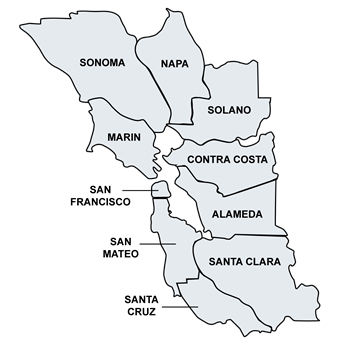 SONOMA
NAPA
SOLANO
MARIN
CONTRA COSTA
SAN
FRANCISCO
ALAMEDA
SAN
MATEO
SANTA CLARA
SANTA
CRUZ